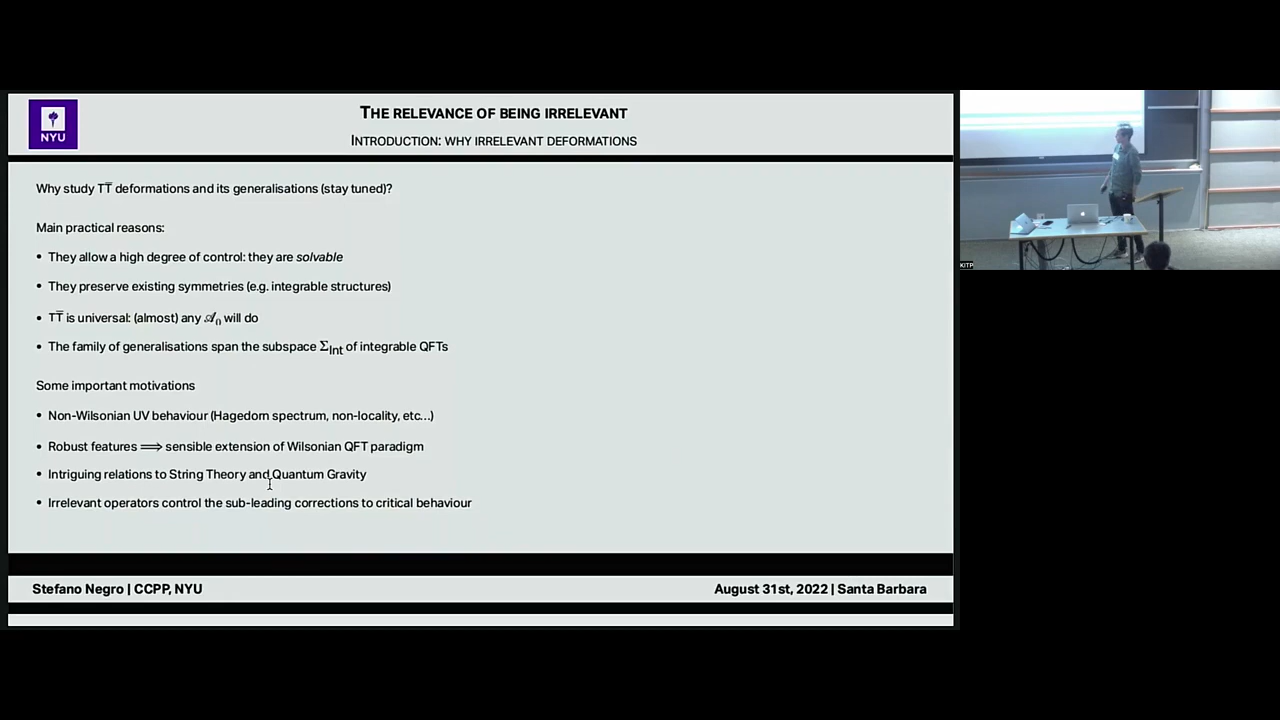 NYU
THE RELEVANCE OF BEING IRRELEVANT
INTRODUCTION: WHY IRRELEVANT DEFORMATIONS
Why study TT̅ deformations and its generalisations (stay tuned)?
Main practical reasons:
• They allow a high degree of control: they are solvable
• They preserve existing symmetries (e.g. integrable structures)
• TT̅ is universal: (almost) any 𝒜₀ will do
• The family of generalisations span the subspace Σ_Int of integrable QFTs
Some important motivations
• Non-Wilsonian UV behaviour (Hagedorn spectrum, non-locality, etc...)
• Robust features ⟹ sensible extension of Wilsonian QFT paradigm
• Intriguing relations to String Theory and Quantum Gravity
• Irrelevant operators control the sub-leading corrections to critical behaviour
Stefano Negro | CCPP, NYU
August 31st, 2022 | Santa Barbara
KITP